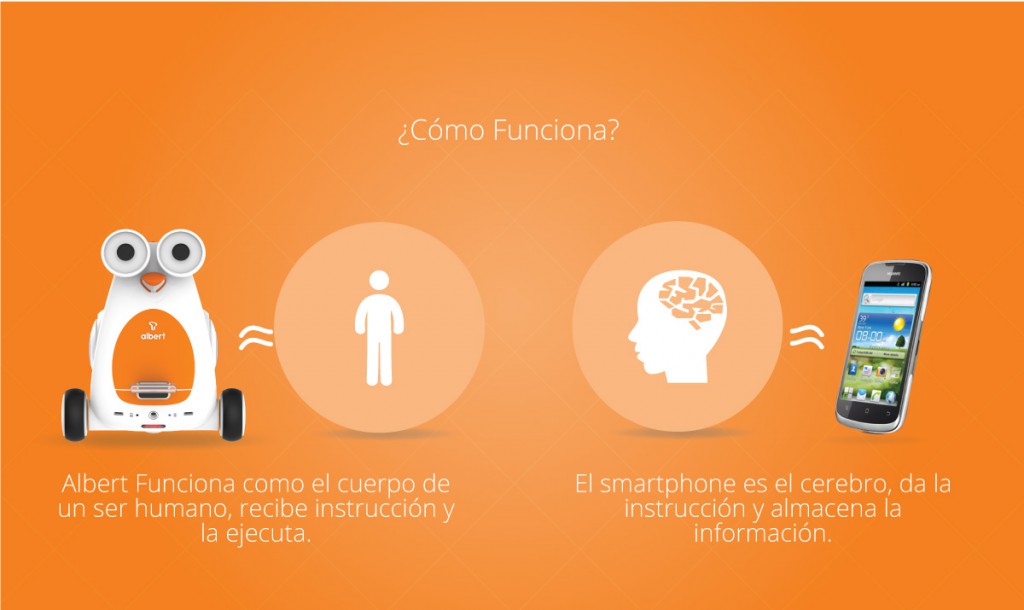 ¿Cómo Funciona?
albert
08:00
Albert Funciona como el cuerpo de
un ser humano, recibe instrucción y
la ejecuta.
El smartphone es el cerebro, da la
instrucción y almacena la
información.